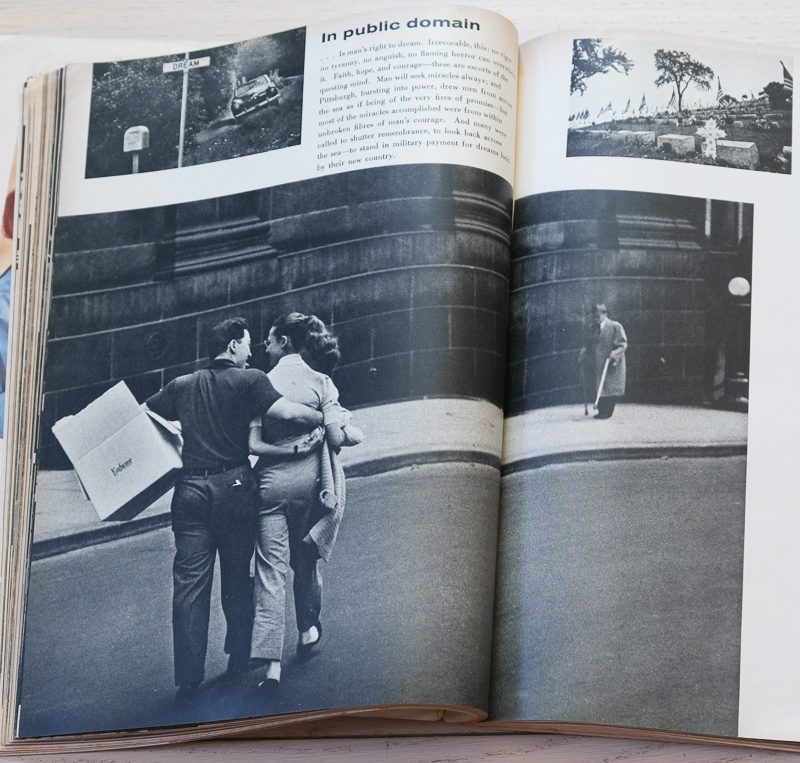 In public domain
DREAM
. . . Is man's right to dream. Irrevocable, this: no rigor,
no tyranny, no anguish, no flaming horror can overwhelm
it. Faith, hope, and courage—these are escorts of the
questing mind. Man will seek miracles always; and
Pittsburgh, bursting into power, drew men from across
the sea as if being of the very fires of promise—but
most of the miracles accomplished were from within
unbroken fibres of man's courage. And many were
called to shutter remembrance, to look back across
the sea—to stand in military payment for dreams held
by their new country.